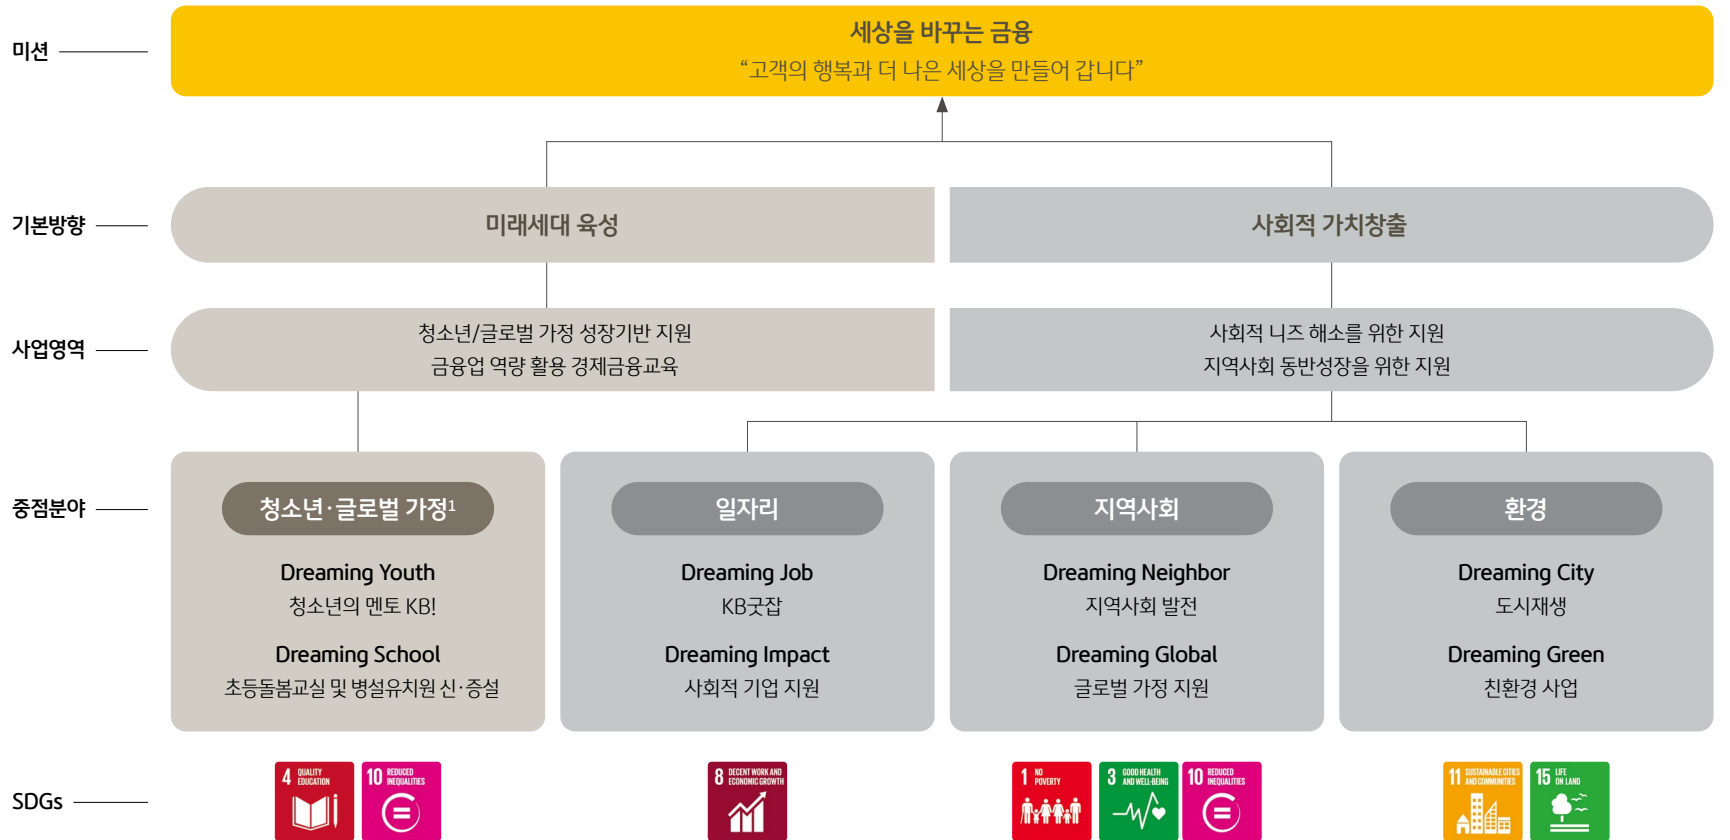 미션
세상을 바꾸는 금융
“고객의 행복과 더 나은 세상을 만들어 갑니다”
기본방향
미래세대 육성
사회적 가치창출
사업영역
청소년/글로벌 가정 성장기반 지원
금융업 역량 활용 경제금융교육
사회적 니즈 해소를 위한 지원
지역사회 동반성장을 위한 지원
중점분야
청소년·글로벌 가정1
Dreaming Youth
청소년의 멘토 KB!
Dreaming School
초등돌봄교실 및 병설유치원 신·증설
일자리
Dreaming Job
KB굿잡
Dreaming Impact
사회적 기업 지원
지역사회
Dreaming Neighbor
지역사회 발전
Dreaming Global
글로벌 가정 지원
환경
Dreaming City
도시재생
Dreaming Green
친환경 사업
SDGs
4 QUALITY
EDUCATION
10 REDUCED
INEQUALITIES
8 DECENT WORK AND
ECONOMIC GROWTH
1 NO
POVERTY
3 GOOD HEALTH
AND WELL-BEING
10 REDUCED
INEQUALITIES
11 SUSTAINABLE CITIES
AND COMMUNITIES
15 LIFE
ON LAND